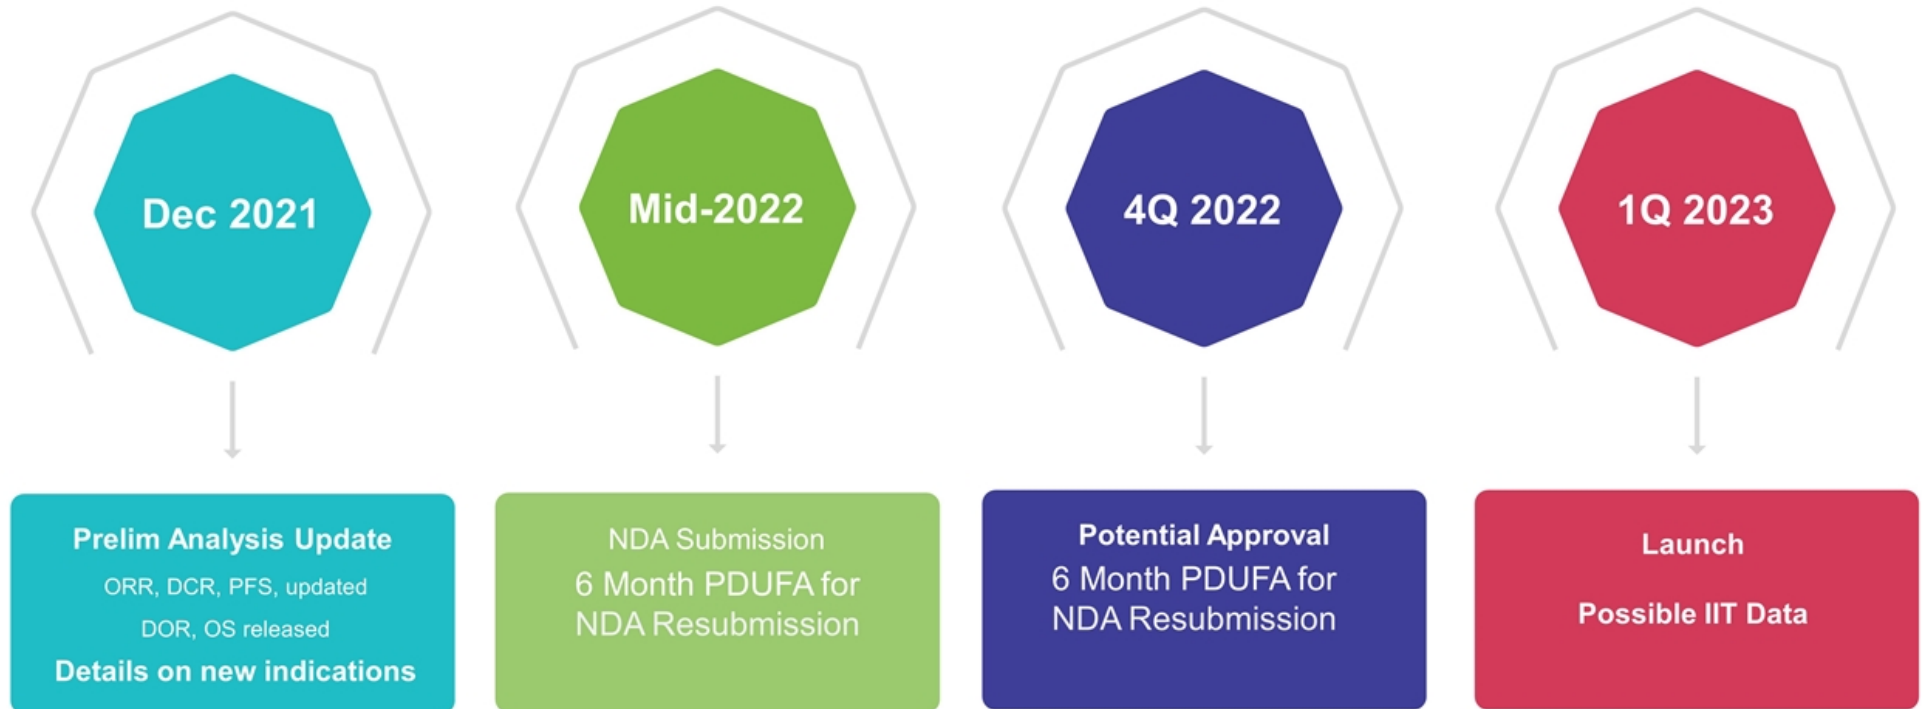 Dec 2021
Mid-2022
4Q 2022
1Q 2023
Prelim Analysis Update
ORR, DCR, PFS, updated
DOR, OS released
Details on new indications
NDA Submission
6 Month PDUFA for
NDA Resubmission
Potential Approval
6 Month PDUFA for
NDA Resubmission
Launch
Possible IIT Data